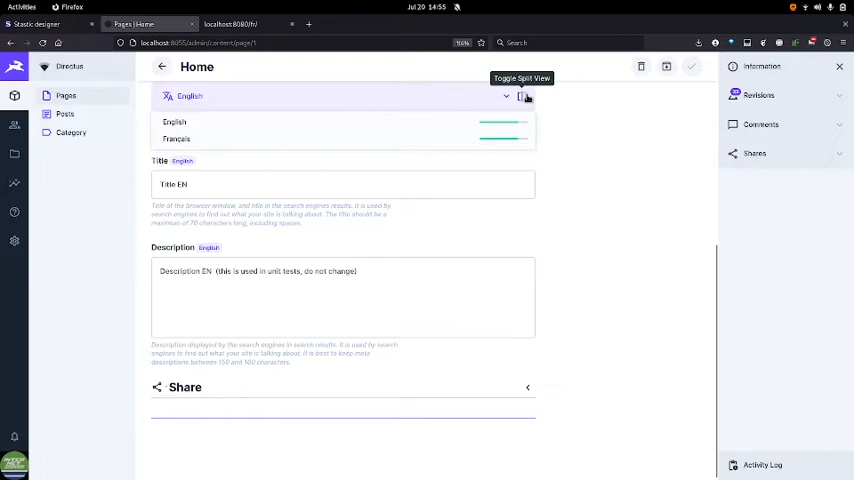 Activities
Firefox
Jul 20 14:55
Stastic designer
Pages | Home
localhost:8080/fr/
localhost:8055/admin/content/page/1
110%
Search
Directus
Home
Information
Toggle Split View
Pages
English
33
Revisions
Posts
English
Comments
Category
Français
Shares
Title English
Title EN
Title of the browser window, and title in the search engines results. It is used by
search engines to find out what your site is talking about. The title should be a
maximum of 70 characters long, including spaces.
Description English
Description EN (this is used in unit tests, do not change)
Description displayed by the search engines in search results. It is used by search
engines to find out what your site is talking about. It is best to keep meta
descriptions between 150 and 160 characters.
Share
Activity Log